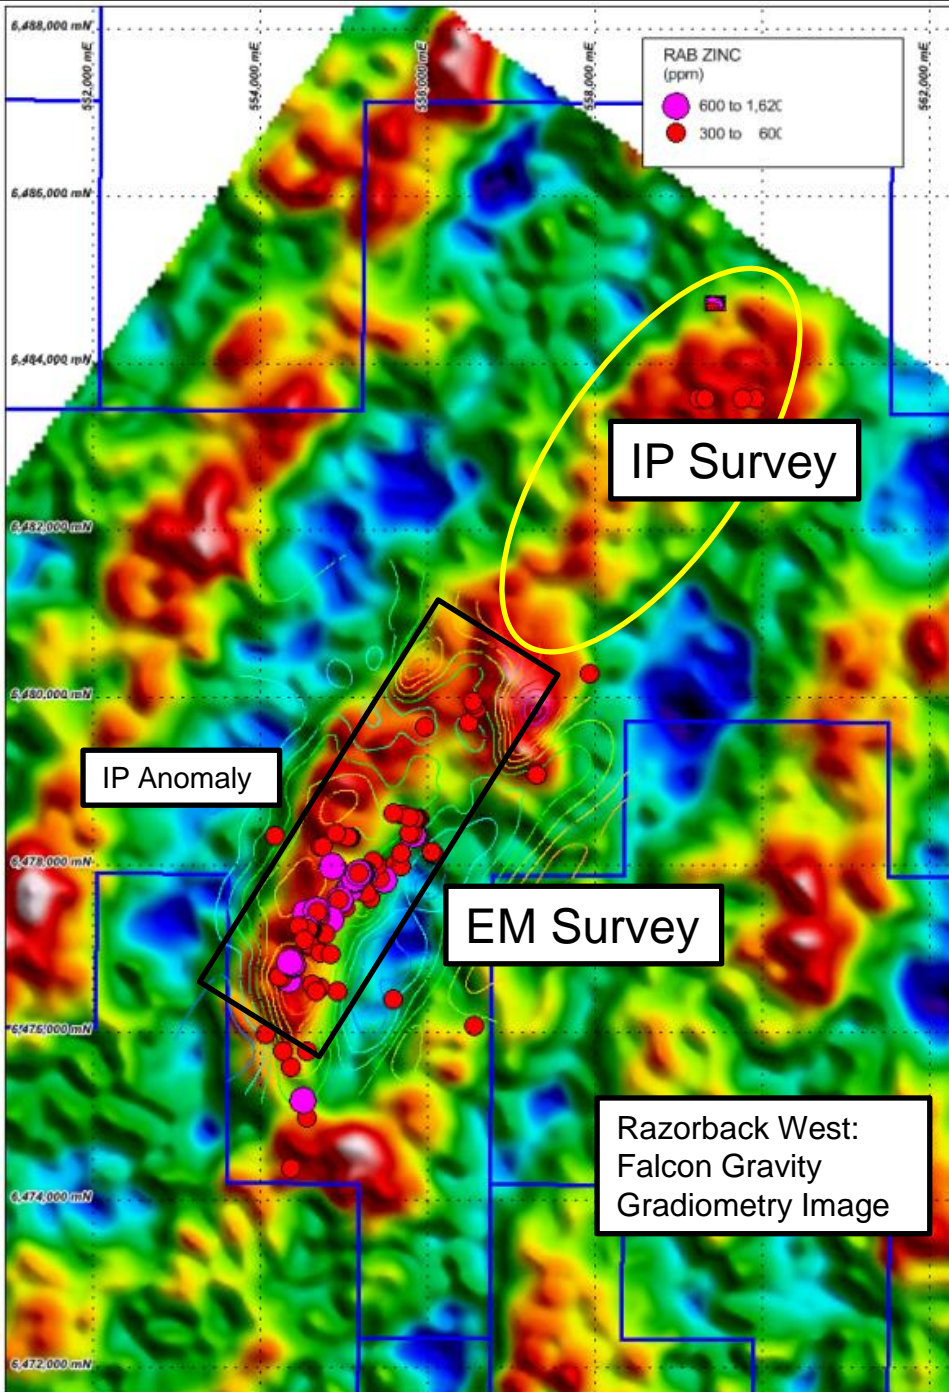 6,488,000 mN
552,000 mE
554,000 mE
556,000 mE
558,000 mE
562,000 mE
RAB ZINC
(ppm)
600 to 1,620
300 to 600
6,486,000 mN
6,484,000 mN
IP Survey
6,482,000 mN
6,480,000 mN
IP Anomaly
6,478,000 mN
EM Survey
6,476,000 mN
Razorback West:
Falcon Gravity
Gradiometry Image
6,474,000 mN
6,472,000 mN